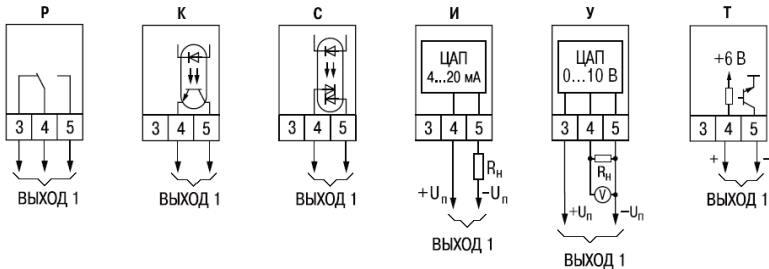 Р К С И У Т
ЦАП
4...20 мА
ЦАП
0...10 В
+6 В
3 4 5
3 4 5
3 4 5
3 4 5
3 4 5
3 4 5
Rн
Rн
V
+ −
+Uп −Uп
+Uп −Uп
ВЫХОД 1
ВЫХОД 1
ВЫХОД 1
ВЫХОД 1
ВЫХОД 1
ВЫХОД 1